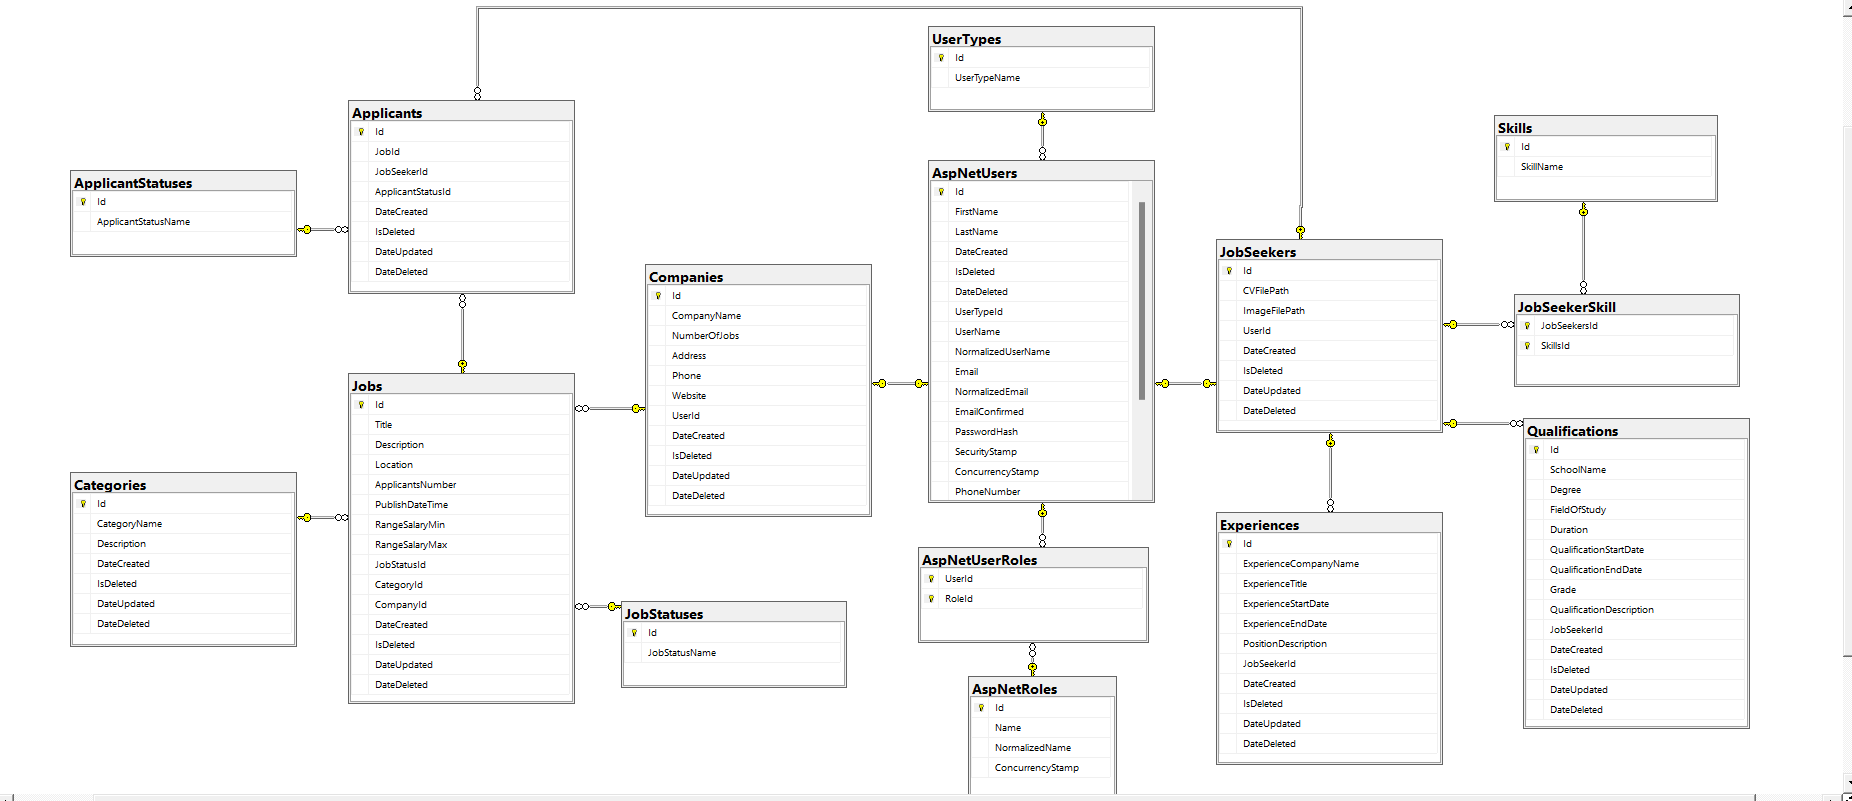 UserTypes
Id
UserTypeName
Applicants
Id
JobId
JobSeekerId
ApplicantStatusId
DateCreated
IsDeleted
DateUpdated
DateDeleted
Skills
Id
SkillName
ApplicantStatuses
Id
ApplicantStatusName
AspNetUsers
Id
FirstName
LastName
DateCreated
IsDeleted
DateDeleted
UserTypeId
UserName
NormalizedUserName
Email
NormalizedEmail
EmailConfirmed
PasswordHash
SecurityStamp
ConcurrencyStamp
PhoneNumber
JobSeekers
Id
CVFilePath
ImageFilePath
UserId
DateCreated
IsDeleted
DateUpdated
DateDeleted
Companies
Id
CompanyName
NumberOfJobs
Address
Phone
Website
UserId
DateCreated
IsDeleted
DateUpdated
DateDeleted
JobSeekerSkill
JobSeekersId
SkillsId
Jobs
Id
Title
Description
Location
ApplicantsNumber
PublishDateTime
RangeSalaryMin
RangeSalaryMax
JobStatusId
CategoryId
CompanyId
DateCreated
IsDeleted
DateUpdated
DateDeleted
Qualifications
Id
SchoolName
Degree
FieldOfStudy
Duration
QualificationStartDate
QualificationEndDate
Grade
QualificationDescription
JobSeekerId
DateCreated
IsDeleted
DateUpdated
DateDeleted
Categories
Id
CategoryName
Description
DateCreated
IsDeleted
DateUpdated
DateDeleted
Experiences
Id
ExperienceCompanyName
ExperienceTitle
ExperienceStartDate
ExperienceEndDate
PositionDescription
JobSeekerId
DateCreated
IsDeleted
DateUpdated
DateDeleted
AspNetUserRoles
UserId
RoleId
JobStatuses
Id
JobStatusName
AspNetRoles
Id
Name
NormalizedName
ConcurrencyStamp